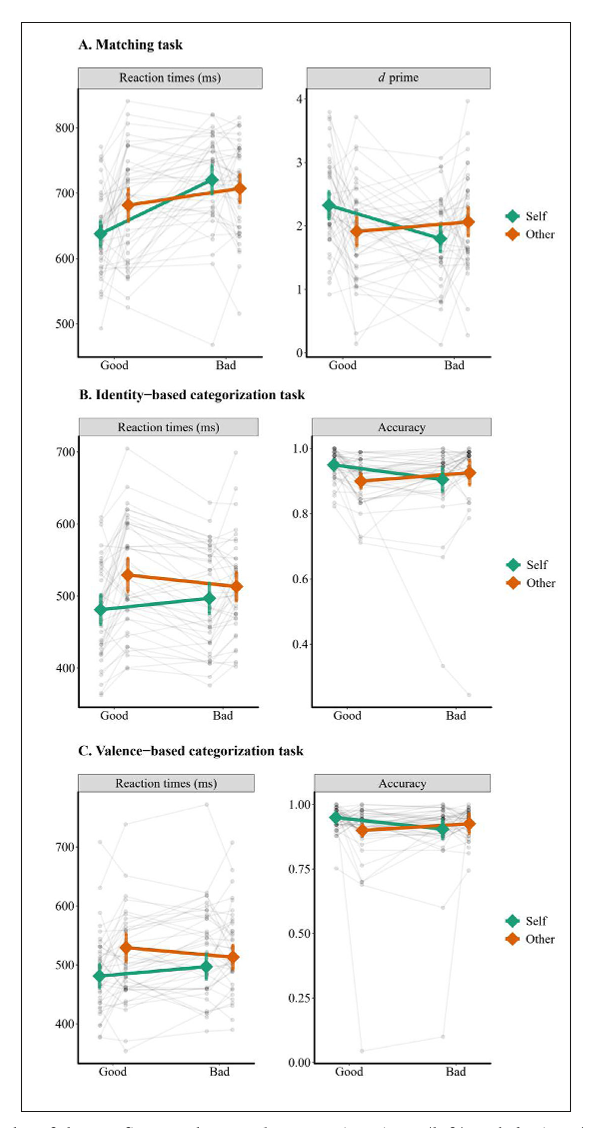 A. Matching task
Reaction times (ms)
d prime
800
700
600
500
4
3
2
1
0
Good
Bad
Good
Bad
Self
Other
B. Identity−based categorization task
Reaction times (ms)
Accuracy
700
600
500
400
1.0
0.8
0.6
0.4
Good
Bad
Good
Bad
Self
Other
C. Valence−based categorization task
Reaction times (ms)
Accuracy
700
600
500
400
1.00
0.75
0.50
0.25
0.00
Good
Bad
Good
Bad
Self
Other